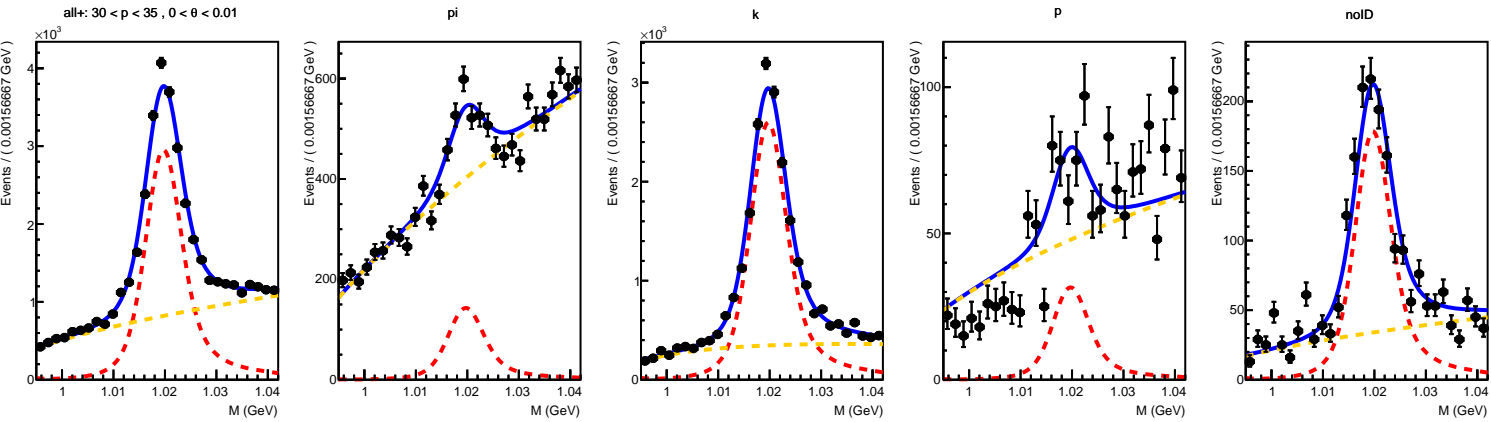 all+: 30 < p < 35 , 0 < θ < 0.01
×10³
Events / ( 0.00156667 GeV )
4
3
2
1
0
1 1.01 1.02 1.03 1.04
M (GeV)
pi
Events / ( 0.00156667 GeV )
600
400
200
0
1 1.01 1.02 1.03 1.04
M (GeV)
k
×10³
Events / ( 0.00156667 GeV )
3
2
1
0
1 1.01 1.02 1.03 1.04
M (GeV)
p
Events / ( 0.00156667 GeV )
100
50
0
1 1.01 1.02 1.03 1.04
M (GeV)
noID
Events / ( 0.00156667 GeV )
200
150
100
50
0
1 1.01 1.02 1.03 1.04
M (GeV)